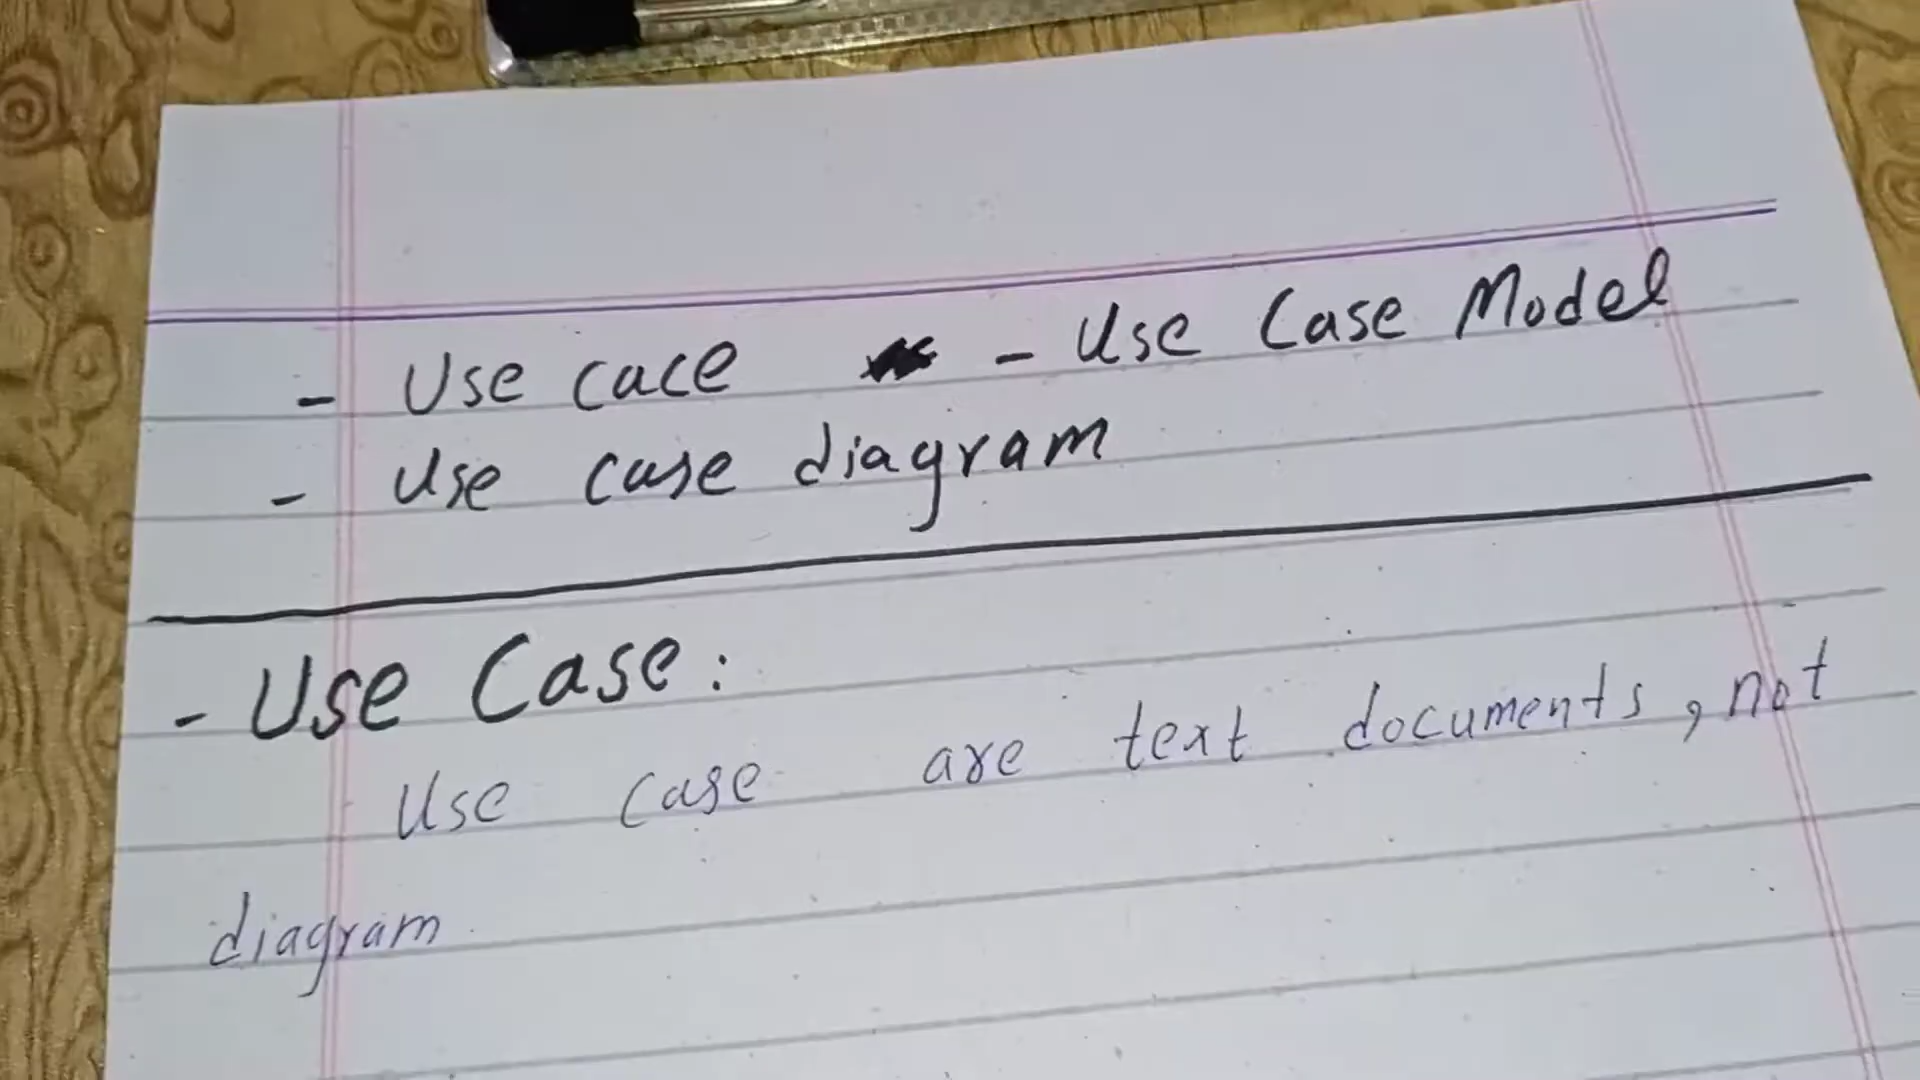 - Use cace - Use Case Model
- Use case diagram
- Use Case:
Use case are text documents, not
diagram